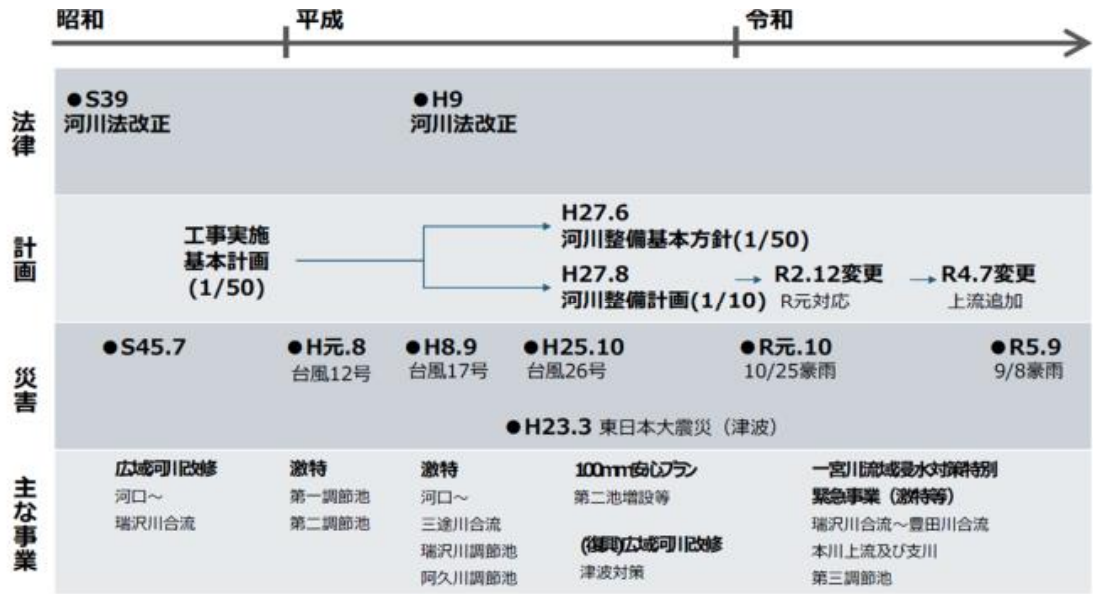 昭和
平成
令和
法律
●S39
河川法改正
●H9
河川法改正
計画
工事実施
基本計画
(1/50)
H27.6
河川整備基本方針(1/50)
H27.8
河川整備計画(1/10)
R2.12変更
R元対応
R4.7変更
上流追加
災害
●S45.7
●H元.8
台風12号
●H8.9
台風17号
●H25.10
台風26号
●R元.10
10/25豪雨
●R5.9
9/8豪雨
●H23.3 東日本大震災（津波）
主な事業
広域河川改修
河口～
瑞沢川合流
激特
第一調節池
第二調節池
激特
河口～
三途川合流
瑞沢川調節池
阿久川調節池
100mm安心プラン
第二池増設等
(復興)広域河川改修
津波対策
一宮川流域浸水対策特別
緊急事業（激特等）
瑞沢川合流～豊田川合流
本川上流及び支川
第三調節池